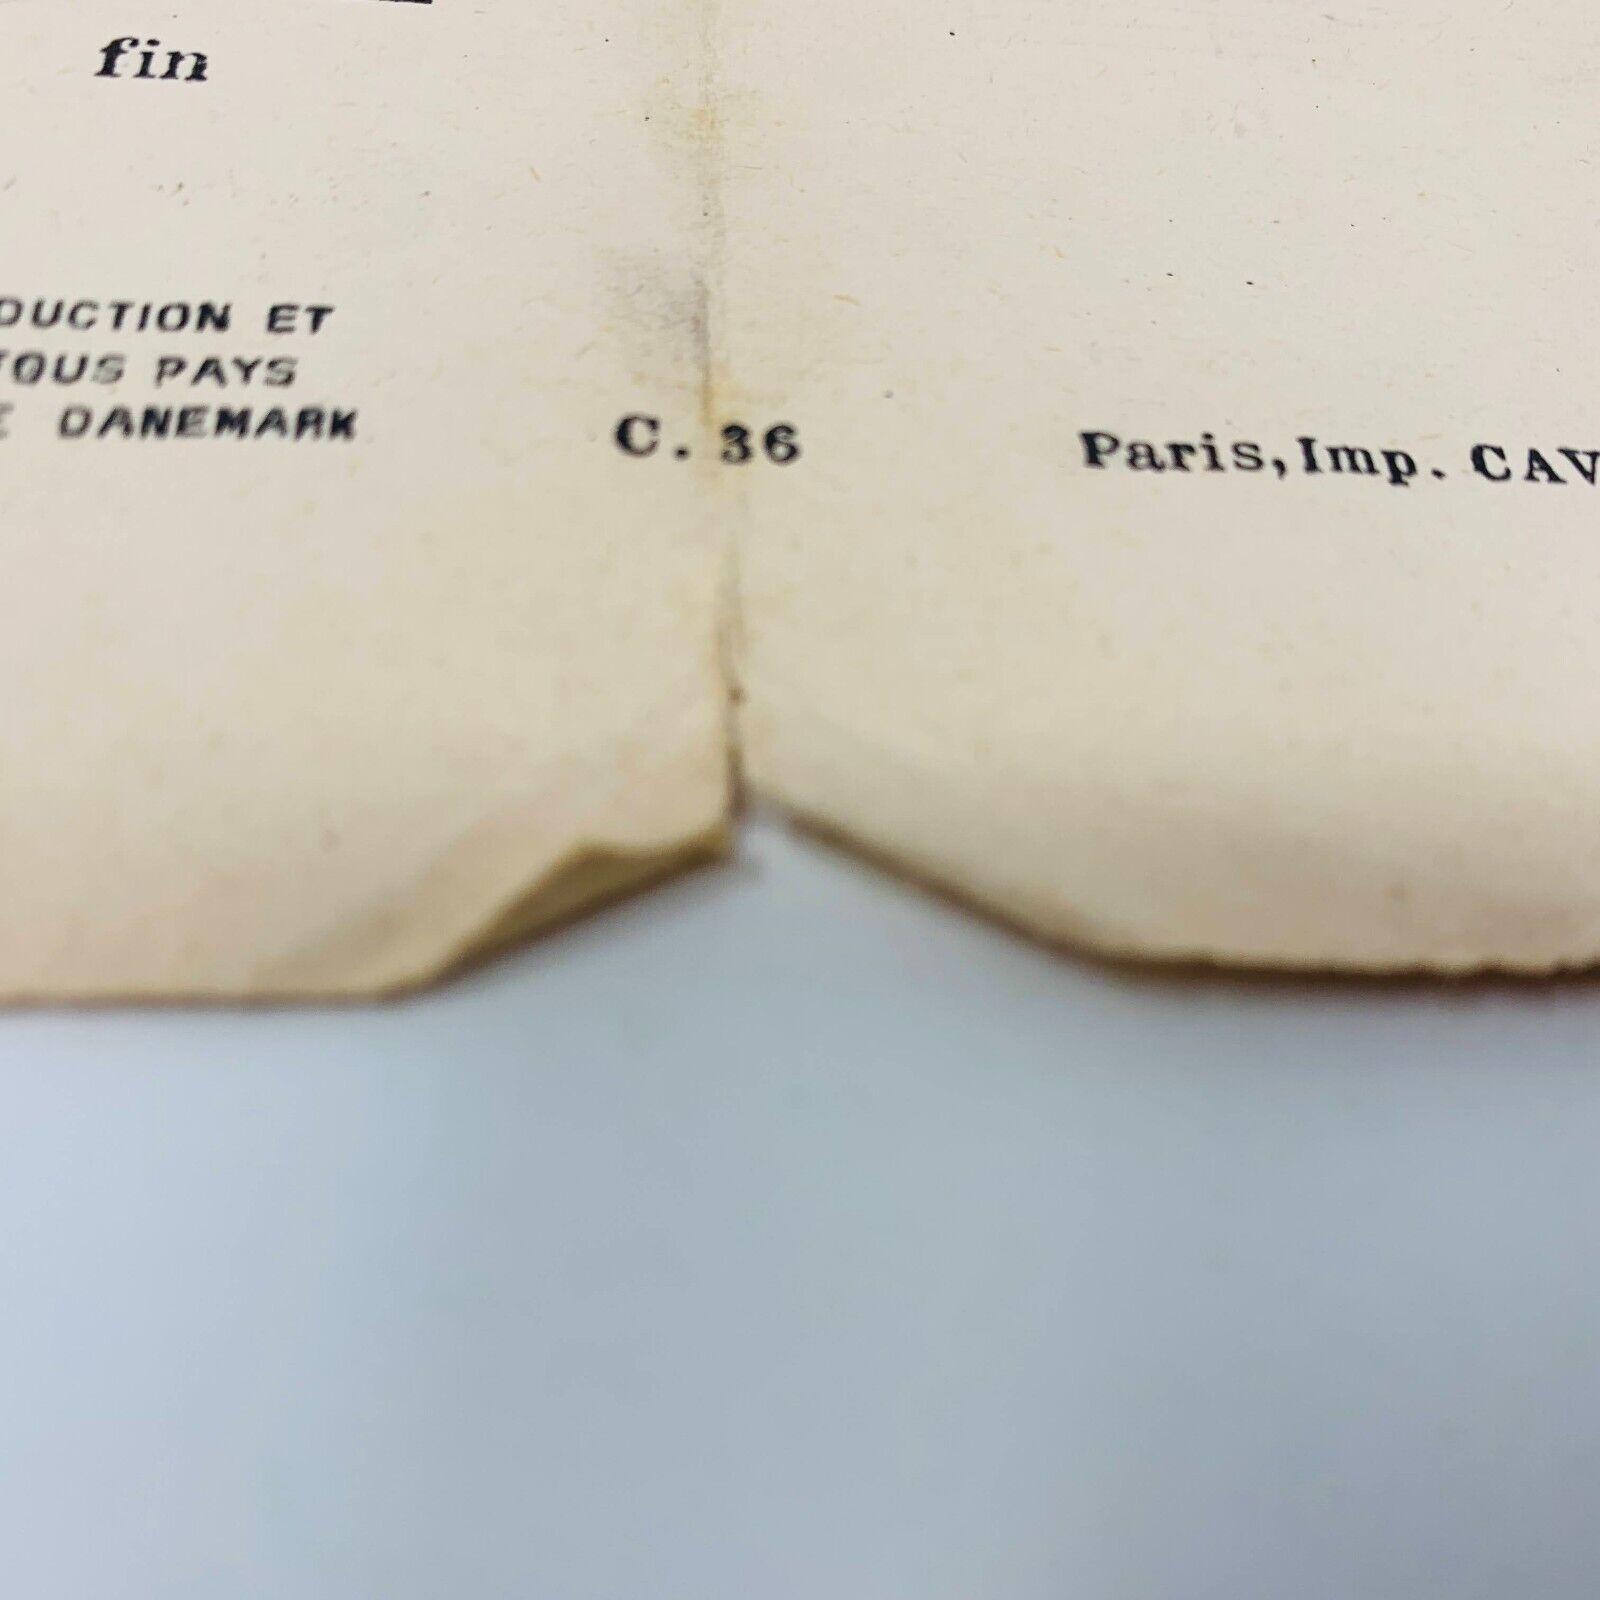 fin
DUCTION ET
TOUS PAYS
E DANEMARK
C. 36
Paris, Imp. CAV